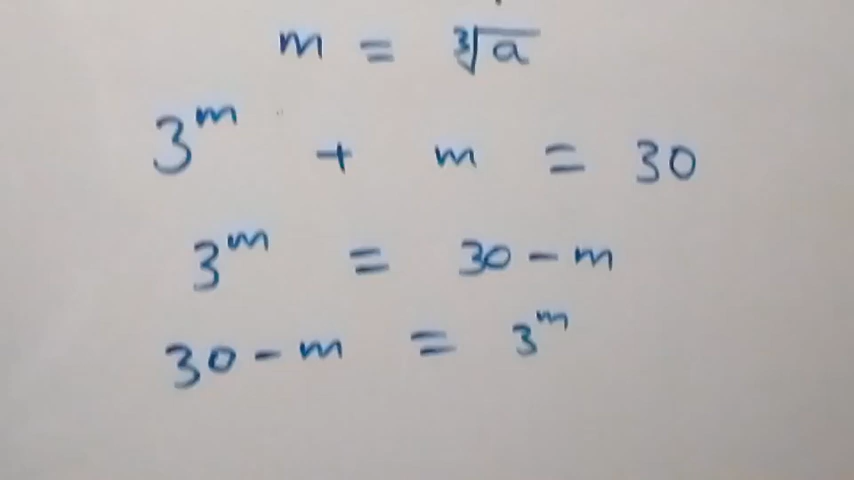 m = ∛a
3^m + m = 30
3^m = 30 - m
30 - m = 3^m